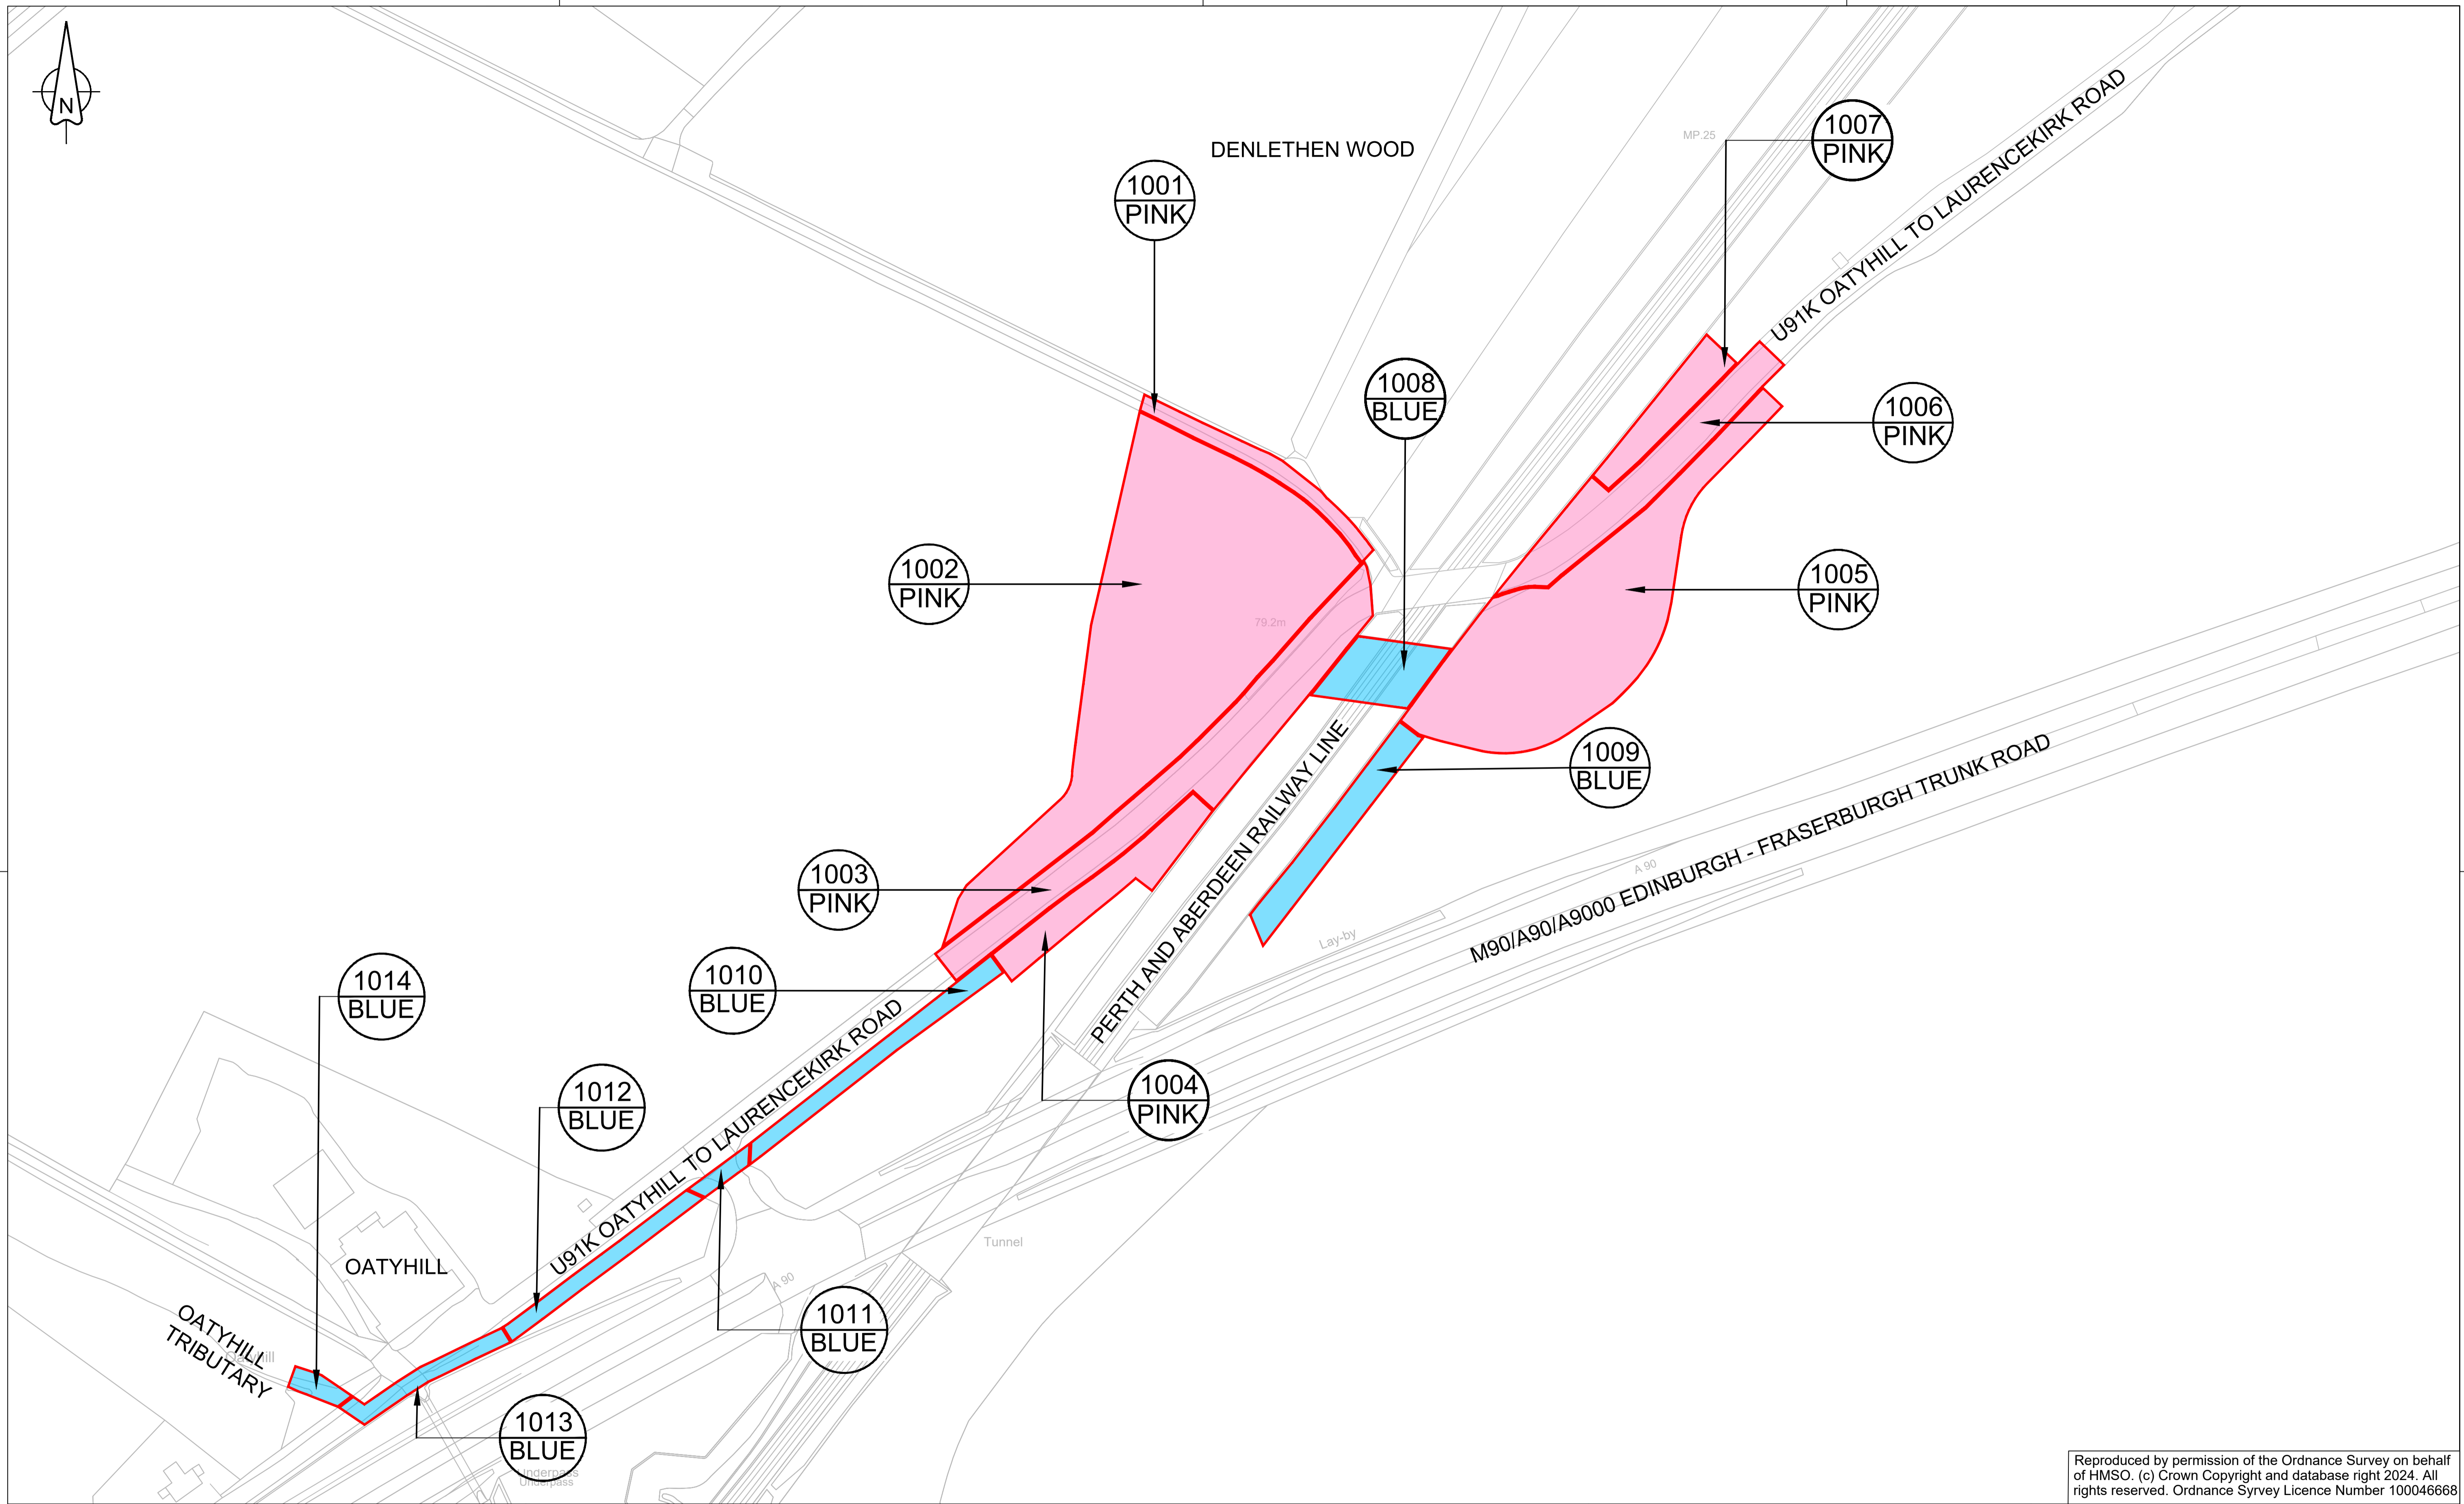 N
DENLETHEN WOOD
MP.25
1007
PINK
U91K OATYHILL TO LAURENCEKIRK ROAD
1001
PINK
1008
BLUE
1006
PINK
1002
PINK
1005
PINK
79.2m
1009
BLUE
PERTH AND ABERDEEN RAILWAY LINE
M90/A90/A9000 EDINBURGH - FRASERBURGH TRUNK ROAD
A 90
Lay-by
1003
PINK
1010
BLUE
1014
BLUE
1012
BLUE
1004
PINK
U91K OATYHILL TO LAURENCEKIRK ROAD
Tunnel
A 90
OATYHILL
OATYHILL
TRIBUTARY
1011
BLUE
1013
BLUE
Underpass
Underpass
Reproduced by permission of the Ordnance Survey on behalf
of HMSO. (c) Crown Copyright and database right 2024. All
rights reserved. Ordnance Syrvey Licence Number 100046668